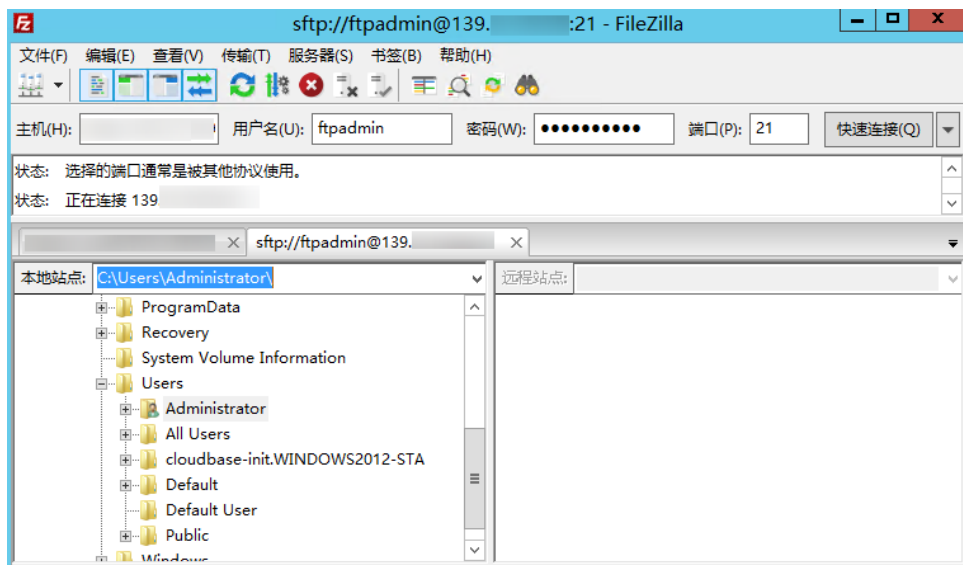 sftp://ftpadmin@139. :21 - FileZilla
文件(F) 编辑(E) 查看(V) 传输(T) 服务器(S) 书签(B) 帮助(H)
主机(H): 用户名(U): ftpadmin 密码(W): ●●●●●●●●●● 端口(P): 21 快速连接(Q)
状态: 选择的端口通常是被其他协议使用。
状态: 正在连接 139
sftp://ftpadmin@139.
本地站点: C:\Users\Administrator\ 远程站点:
ProgramData
Recovery
System Volume Information
Users
Administrator
All Users
cloudbase-init.WINDOWS2012-STA
Default
Default User
Public
Windows